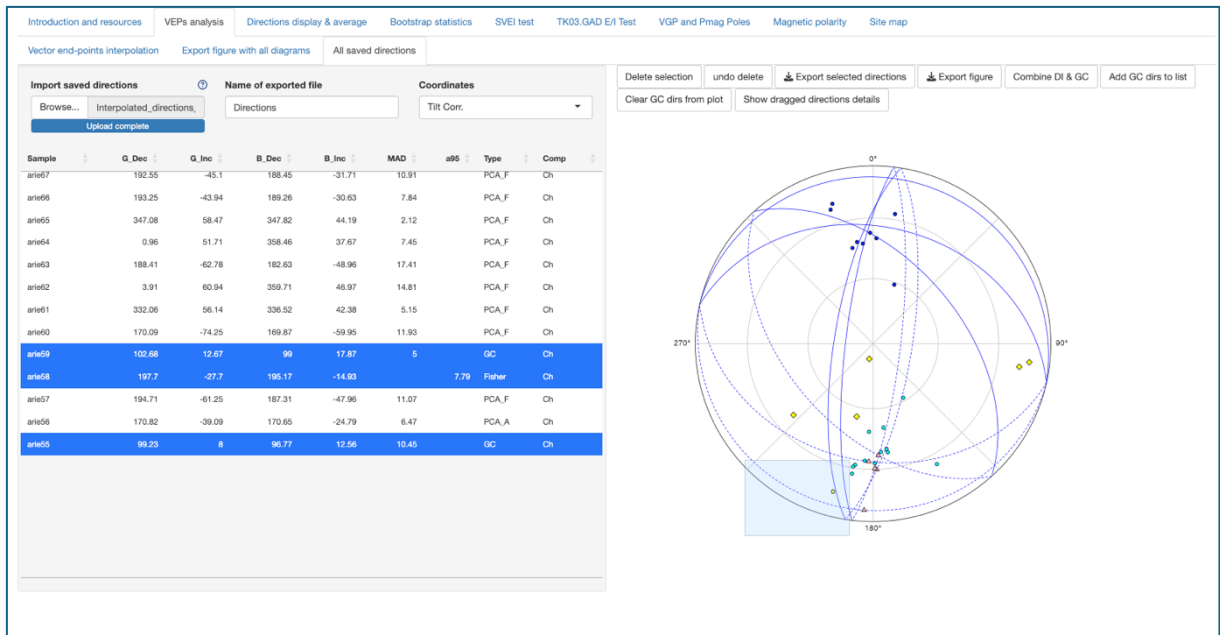 Introduction and resources VEPs analysis Directions display & average Bootstrap statistics SVEI test TK03.GAD E/I Test VGP and Pmag Poles Magnetic polarity Site map
Vector end-points interpolation Export figure with all diagrams All saved directions
Import saved directions Name of exported file Coordinates
Browse... Interpolated_directions_ Directions Tilt Corr.
Upload complete
Delete selection undo delete Export selected directions Export figure Combine DI & GC Add GC dirs to list
Clear GC dirs from plot Show dragged directions details
Sample G_Dec G_Inc B_Dec B_Inc MAD a95 Type Comp
arie67 192.55 -45.1 188.45 -31.71 10.91 PCA_F Ch
arie66 193.25 -43.94 189.26 -30.63 7.84 PCA_F Ch
arie65 347.08 58.47 347.82 44.19 2.12 PCA_F Ch
arie64 0.96 51.71 358.46 37.67 7.45 PCA_F Ch
arie63 188.41 -62.78 182.63 -48.96 17.41 PCA_F Ch
arie62 3.91 60.94 359.71 46.97 14.81 PCA_F Ch
arie61 332.06 56.14 336.52 42.38 5.15 PCA_F Ch
arie60 170.09 -74.25 169.87 -59.95 11.93 PCA_F Ch
arie59 102.68 12.67 99 17.87 5 GC Ch
arie58 197.7 -27.7 195.17 -14.93 7.79 Fisher Ch
arie57 194.71 -61.25 187.31 -47.96 11.07 PCA_F Ch
arie56 170.82 -39.09 170.65 -24.79 6.47 PCA_A Ch
arie55 99.23 8 96.77 12.56 10.45 GC Ch
0°
270° 90°
180°